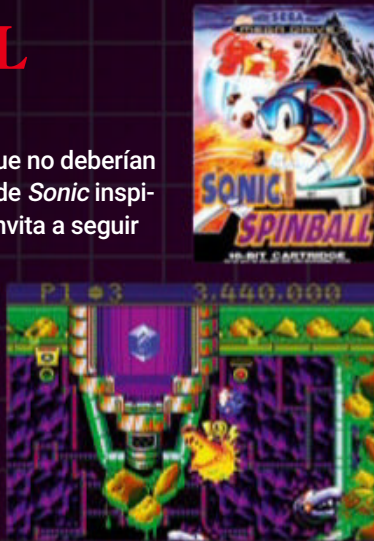 L
SEGA
MEGA DRIVE
que no deberían
de Sonic inspi-
nvita a seguir
SONIC
SPINBALL
16-BIT CARTRIDGE
P1 3 3.440.000